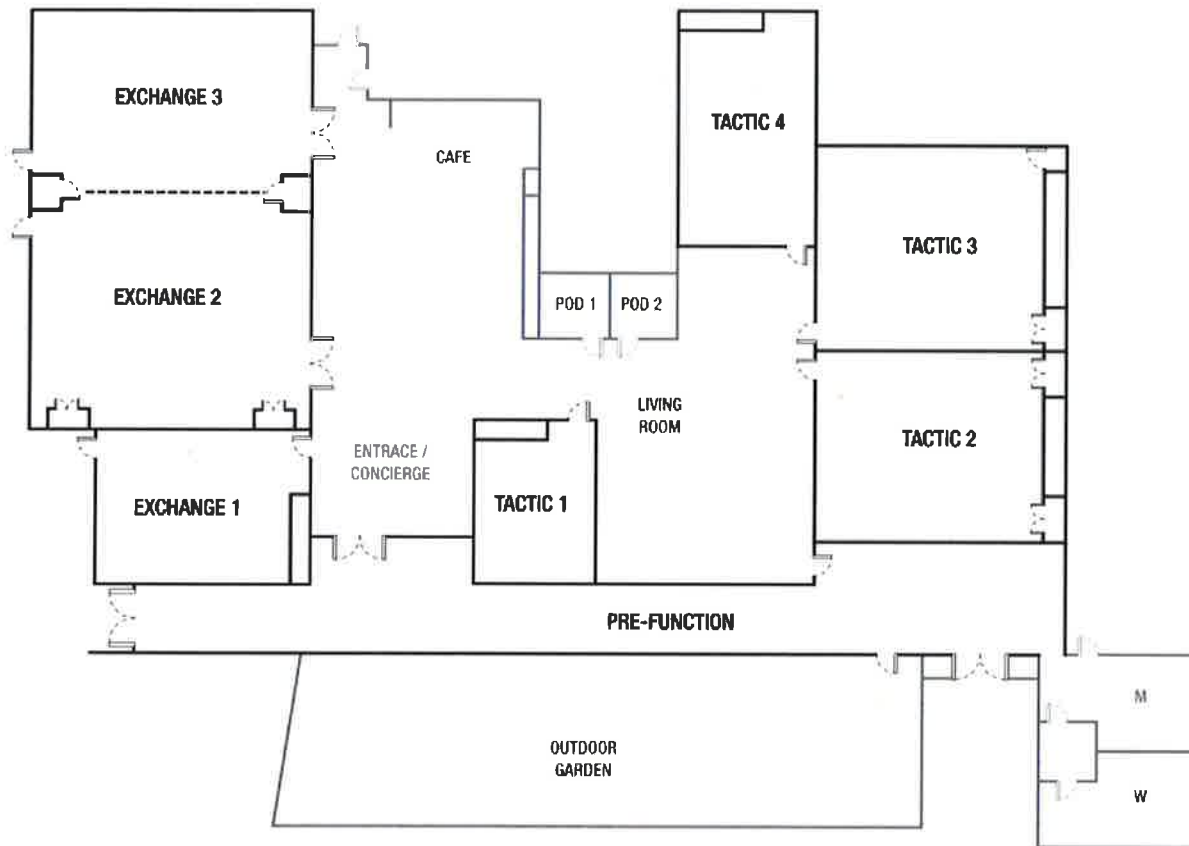 EXCHANGE 3
CAFE
TACTIC 4
EXCHANGE 2
POD 1
POD 2
TACTIC 3
LIVING
ROOM
TACTIC 2
ENTRACE /
CONCIERGE
EXCHANGE 1
TACTIC 1
PRE-FUNCTION
OUTDOOR
GARDEN
M
W